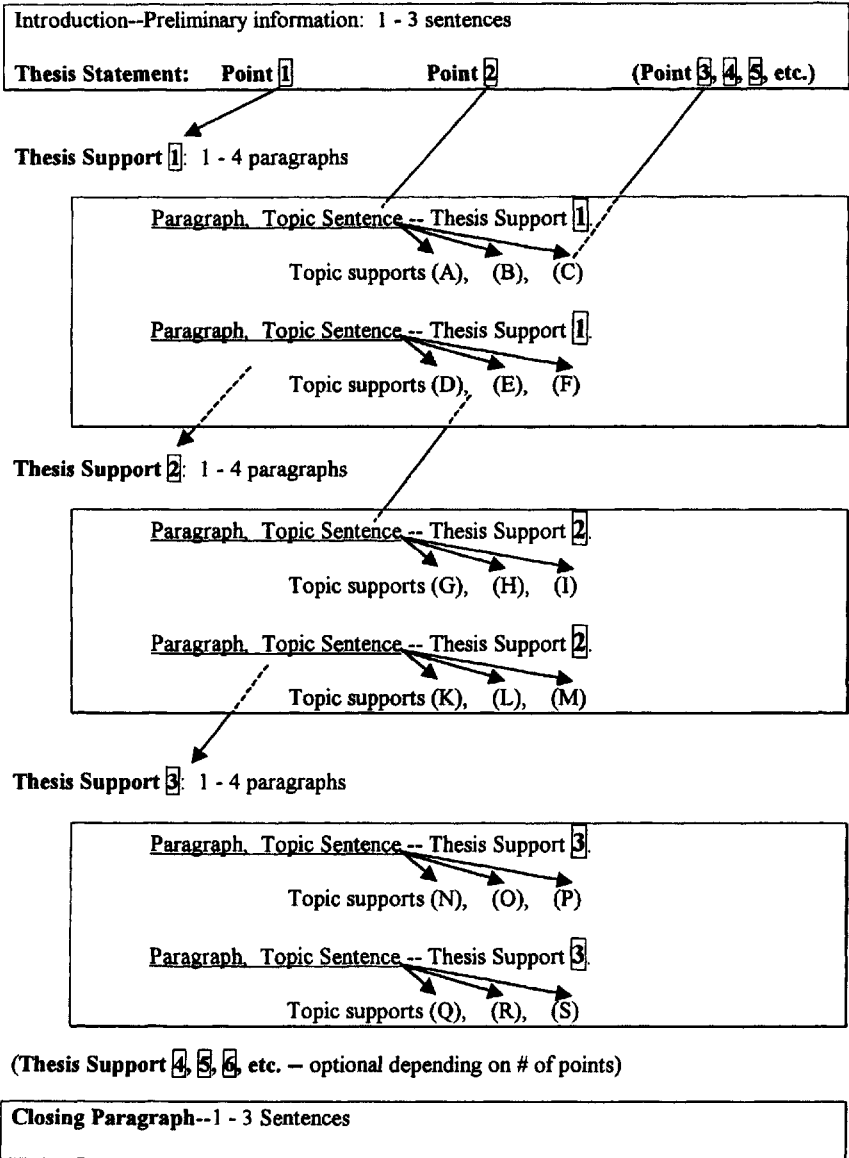 Introduction--Preliminary information: 1 - 3 sentences
Thesis Statement: Point 1 Point 2 (Point 3, 4, 5, etc.)
Thesis Support 1: 1 - 4 paragraphs
Paragraph, Topic Sentence -- Thesis Support 1.
Topic supports (A), (B), (C)
Paragraph, Topic Sentence -- Thesis Support 1.
Topic supports (D), (E), (F)
Thesis Support 2: 1 - 4 paragraphs
Paragraph, Topic Sentence -- Thesis Support 2.
Topic supports (G), (H), (I)
Paragraph, Topic Sentence -- Thesis Support 2.
Topic supports (K), (L), (M)
Thesis Support 3: 1 - 4 paragraphs
Paragraph, Topic Sentence -- Thesis Support 3.
Topic supports (N), (O), (P)
Paragraph, Topic Sentence -- Thesis Support 3.
Topic supports (Q), (R), (S)
(Thesis Support 4, 5, 6, etc. – optional depending on # of points)
Closing Paragraph--1 - 3 Sentences